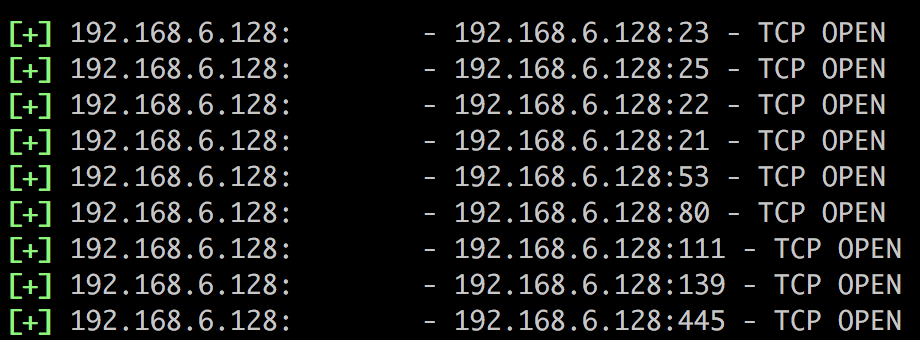 [+] 192.168.6.128:        - 192.168.6.128:23 - TCP OPEN
[+] 192.168.6.128:        - 192.168.6.128:25 - TCP OPEN
[+] 192.168.6.128:        - 192.168.6.128:22 - TCP OPEN
[+] 192.168.6.128:        - 192.168.6.128:21 - TCP OPEN
[+] 192.168.6.128:        - 192.168.6.128:53 - TCP OPEN
[+] 192.168.6.128:        - 192.168.6.128:80 - TCP OPEN
[+] 192.168.6.128:        - 192.168.6.128:111 - TCP OPEN
[+] 192.168.6.128:        - 192.168.6.128:139 - TCP OPEN
[+] 192.168.6.128:        - 192.168.6.128:445 - TCP OPEN